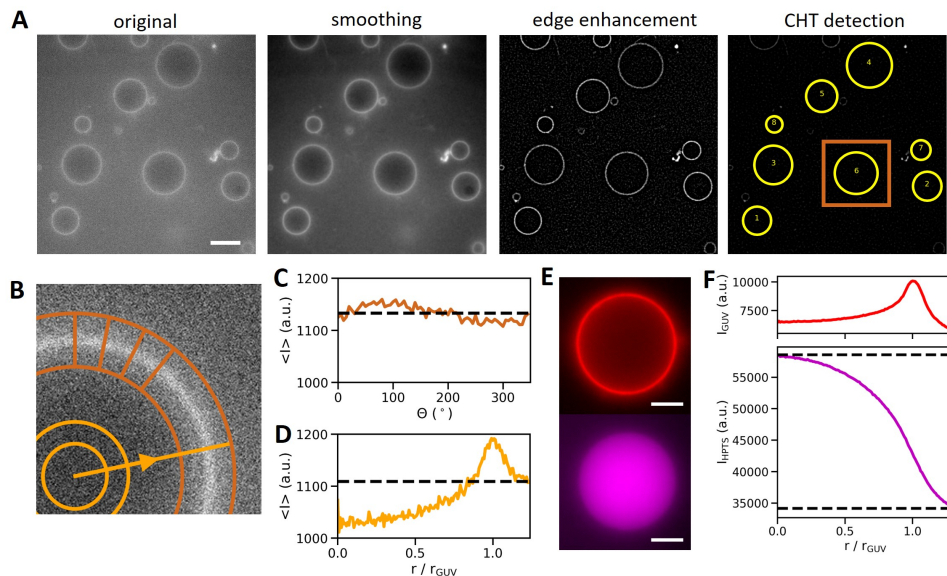 A
original
smoothing
edge enhancement
CHT detection
4
5
8
3
6
7
2
1
B
C
1200
1100
1000
<I> (a.u.)
0
100
200
300
Θ (°)
D
1200
1100
1000
<I> (a.u.)
0.0
0.5
1.0
r / rGUV
E
F
10000
7500
IGUV (a.u.)
55000
50000
45000
40000
35000
IHPTS (a.u.)
0.0
0.5
1.0
r / rGUV